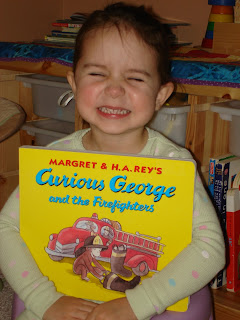 MARGRET & H.A. REY'S
Curious George
and the Firefighters